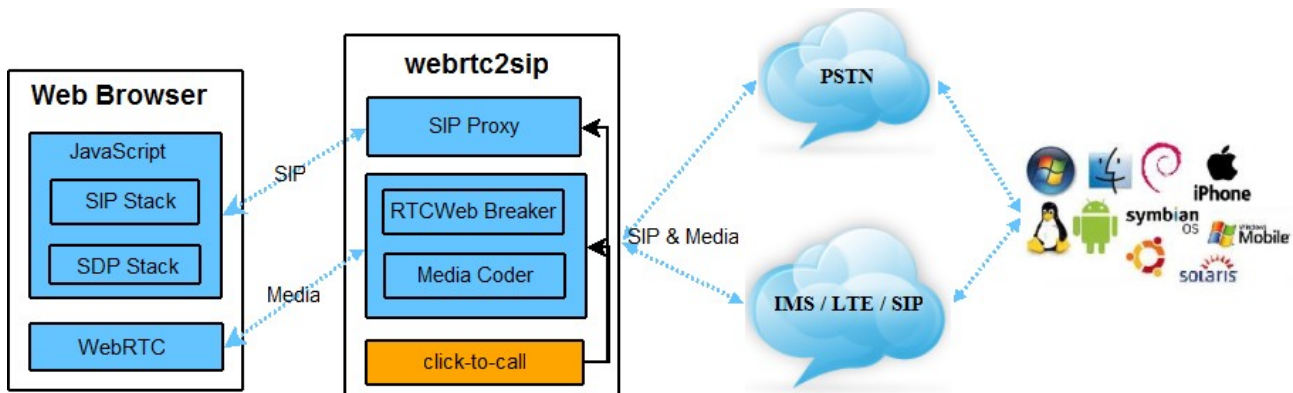 Web Browser
JavaScript
SIP Stack
SDP Stack
WebRTC
SIP
Media
webrtc2sip
SIP Proxy
RTCWeb Breaker
Media Coder
click-to-call
SIP & Media
PSTN
IMS / LTE / SIP
iPhone
symbian
OS
Windows
Mobile
solaris